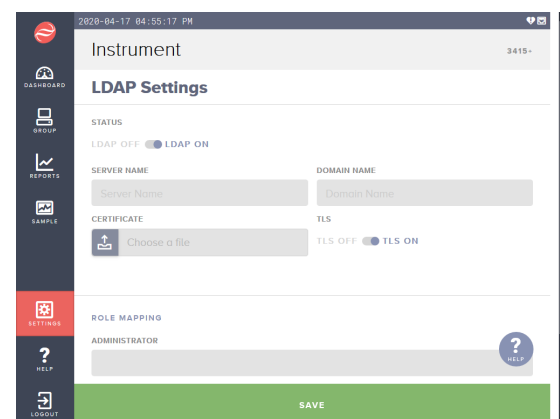 2020-04-17 04:55:17 PM
Instrument
3415+
DASHBOARD
GROUP
REPORTS
SAMPLE
SETTINGS
HELP
LOGOUT
LDAP Settings
STATUS
LDAP OFF LDAP ON
SERVER NAME
Server Name
DOMAIN NAME
Domain Name
CERTIFICATE
Choose a file
TLS
TLS OFF TLS ON
ROLE MAPPING
ADMINISTRATOR
?
HELP
SAVE